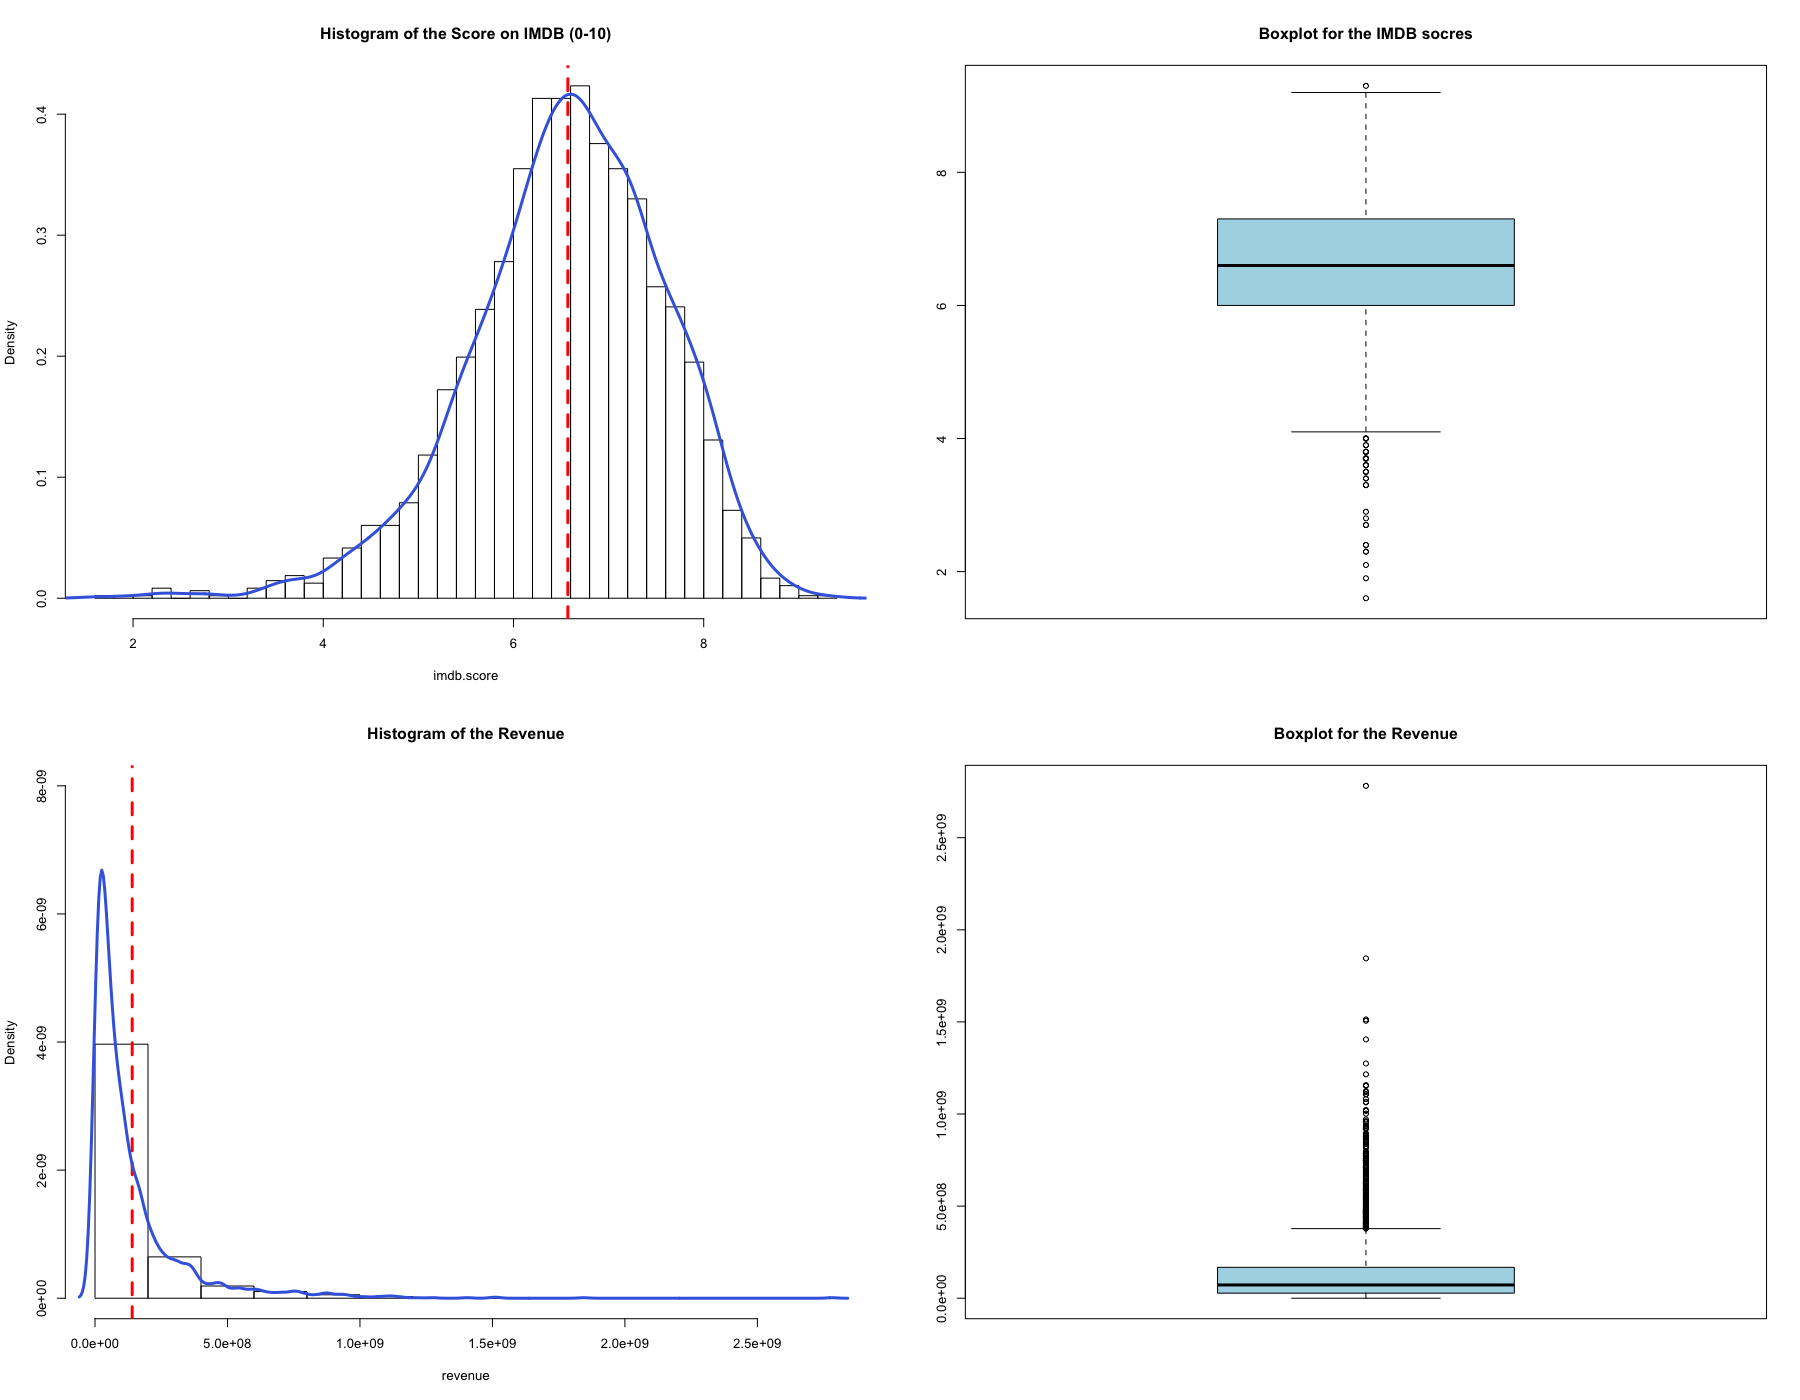 Histogram of the Score on IMDB (0-10)
Density
0.0 0.1 0.2 0.3 0.4
2 4 6 8
imdb.score
Boxplot for the IMDB socres
2 4 6 8
Histogram of the Revenue
Density
0e+00 2e-09 4e-09 6e-09 8e-09
0.0e+00 5.0e+08 1.0e+09 1.5e+09 2.0e+09 2.5e+09
revenue
Boxplot for the Revenue
0.0e+00 5.0e+08 1.0e+09 1.5e+09 2.0e+09 2.5e+09